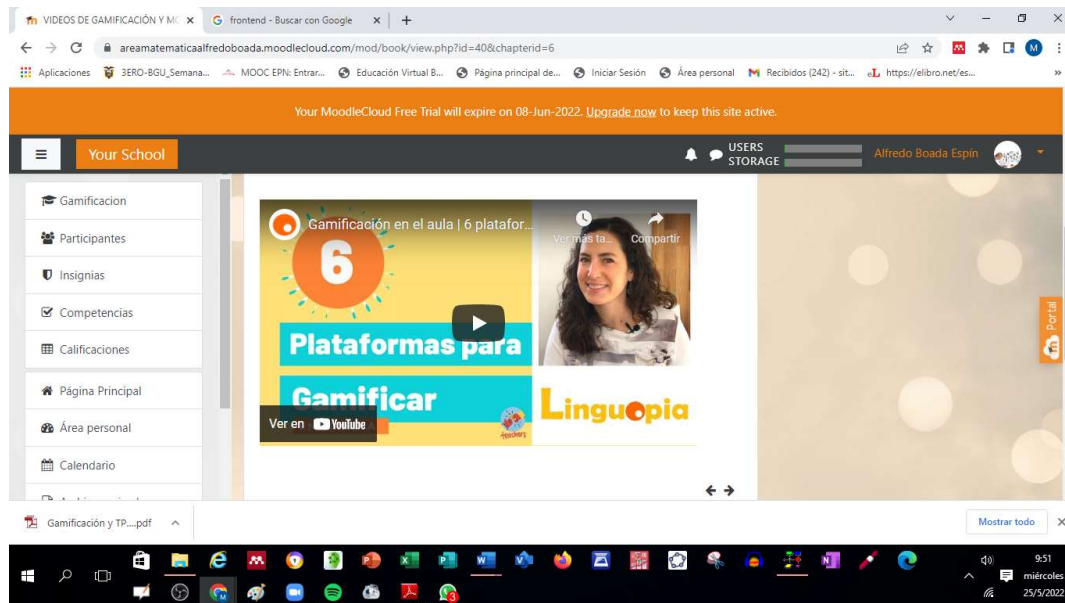 VIDEOS DE GAMIFICACIÓN Y MO
frontend - Buscar con Google
areamatematicaalfredoboada.moodlecloud.com/mod/book/view.php?id=40&chapterid=6
M
Aplicaciones 3ERO-BGU_Semana... MOOC EPN: Entrar... Educación Virtual B... Página principal de... Iniciar Sesión Área personal Recibidos (242) - sit... eL https://elibro.net/es... »
Your MoodleCloud Free Trial will expire on 08-Jun-2022. Upgrade now to keep this site active.
Your School
USERS
STORAGE
Alfredo Boada Espín
Gamificacion
Participantes
Insignias
Competencias
Calificaciones
Página Principal
Área personal
Calendario
Gamificación en el aula | 6 platafor...
Ver más ta...
Compartir
6
Plataformas para
Gamificar
Ver en YouTube
teachers
Linguopia
Portal
Gamificación y TP....pdf
Mostrar todo
3
9:51
miércoles
25/5/2022